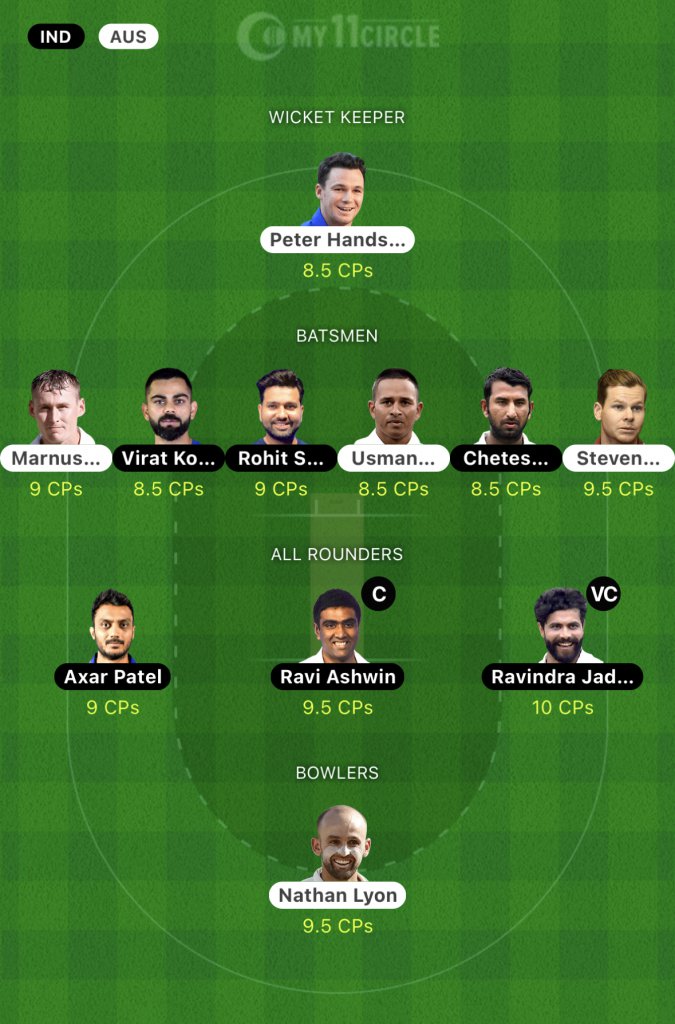 IND AUS MY11CIRCLE
WICKET KEEPER
Peter Hands...
8.5 CPs
BATSMEN
Marnus... Virat Ko... Rohit S... Usman... Chetes... Steven...
9 CPs 8.5 CPs 9 CPs 8.5 CPs 8.5 CPs 9.5 CPs
ALL ROUNDERS
C VC
Axar Patel Ravi Ashwin Ravindra Jad...
9 CPs 9.5 CPs 10 CPs
BOWLERS
Nathan Lyon
9.5 CPs